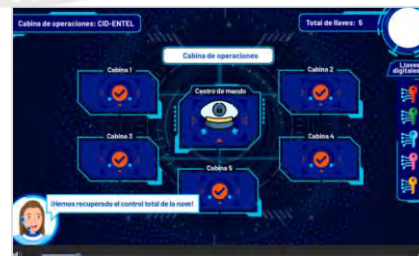 Cabina de operaciones: CID-ENTEL
Total de llaves: 5
Cabina de operaciones
Llaves digitales
Cabina 1
Centro de mando
Cabina 2
Cabina 3
Cabina 4
Cabina 5
¡Hemos recuperado el control total de la nave!